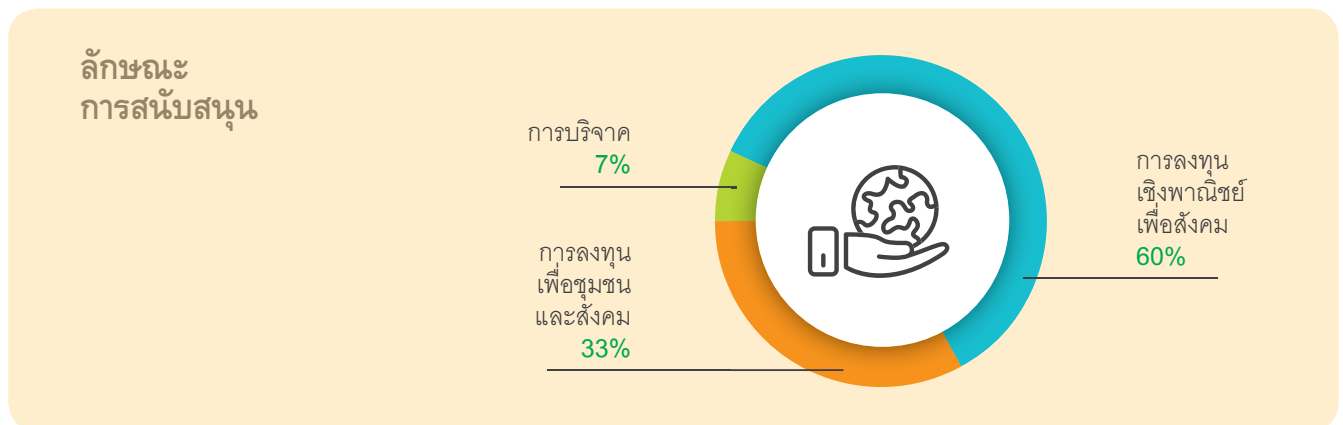 ลักษณะ
การสนับสนุน
การบริจาค
7%
การลงทุน
เพื่อชุมชน
และสังคม
33%
การลงทุน
เชิงพาณิชย์
เพื่อสังคม
60%